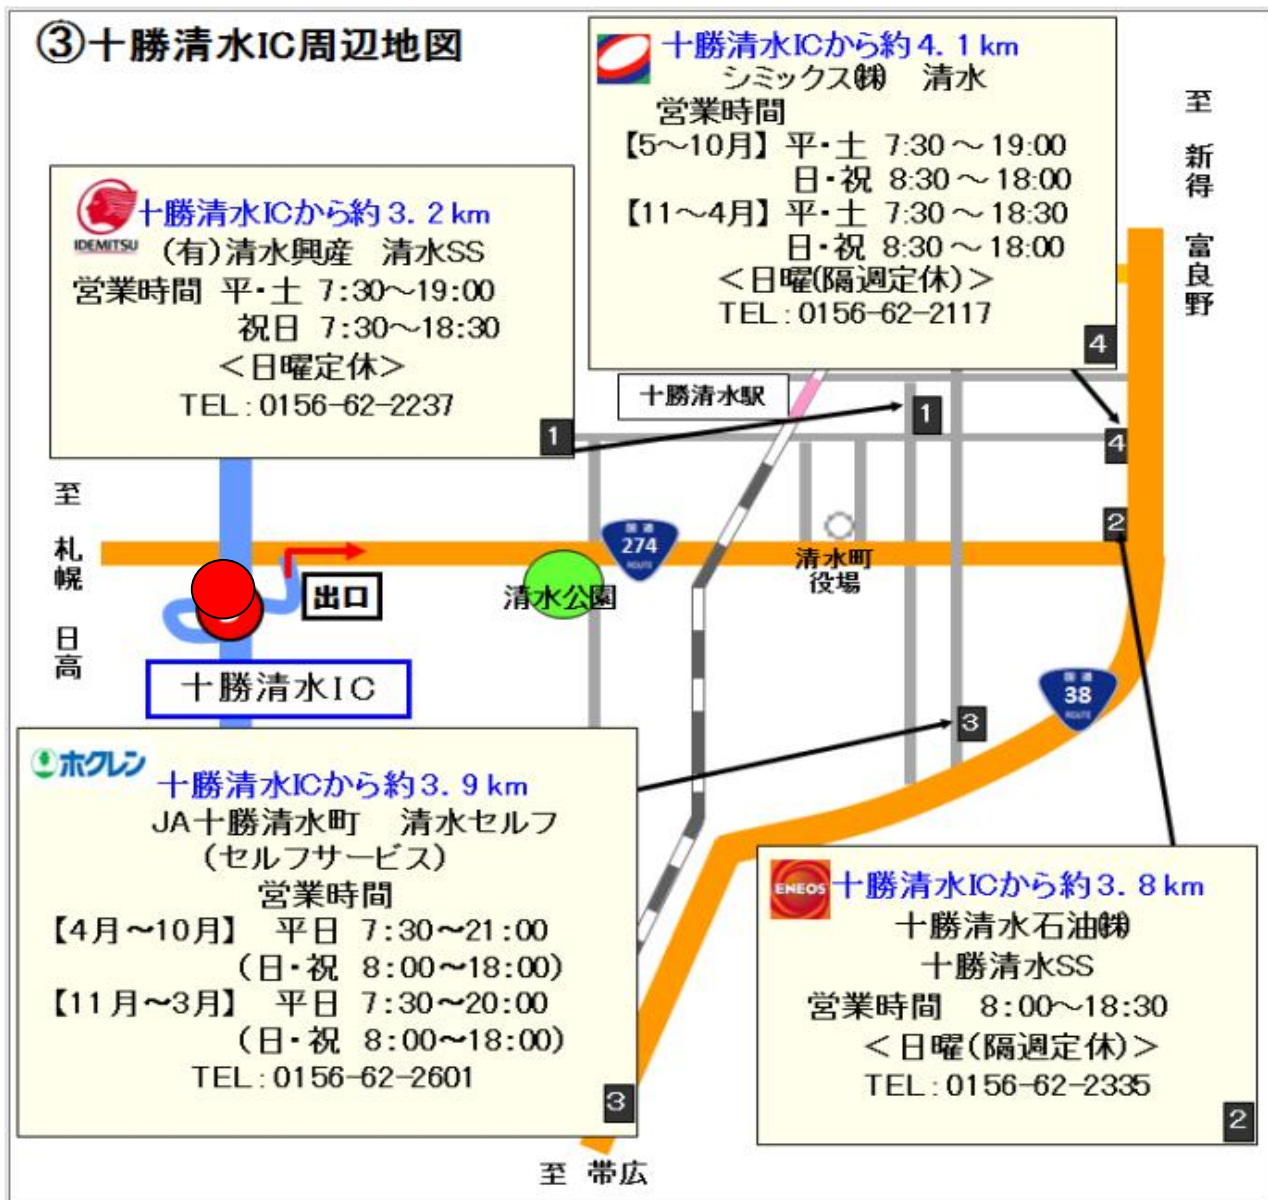 ③十勝清水IC周辺地図
十勝清水ICから約4.1km
シミックス㈱　清水
営業時間
【5～10月】平・土 7:30～19:00
日・祝 8:30～18:00
【11～4月】平・土 7:30～18:30
日・祝 8:30～18:00
＜日曜(隔週定休)＞
TEL:0156-62-2117
4
至 新得 富良野
IDEMITSU
十勝清水ICから約3.2km
(有)清水興産　清水SS
営業時間 平・土 7:30～19:00
祝日 7:30～18:30
＜日曜定休＞
TEL:0156-62-2237
1
十勝清水駅
1
4
2
至 札幌 日高
国道
274
ROUTE
清水町
役場
出口
清水公園
十勝清水IC
国道
38
ROUTE
3
ホクレン
十勝清水ICから約3.9km
JA十勝清水町　清水セルフ
(セルフサービス)
営業時間
【4月～10月】 平日 7:30～21:00
(日・祝 8:00～18:00)
【11月～3月】 平日 7:30～20:00
(日・祝 8:00～18:00)
TEL:0156-62-2601
3
ENEOS
十勝清水ICから約3.8km
十勝清水石油㈱
十勝清水SS
営業時間　8:00～18:30
＜日曜(隔週定休)＞
TEL:0156-62-2335
2
至 帯広